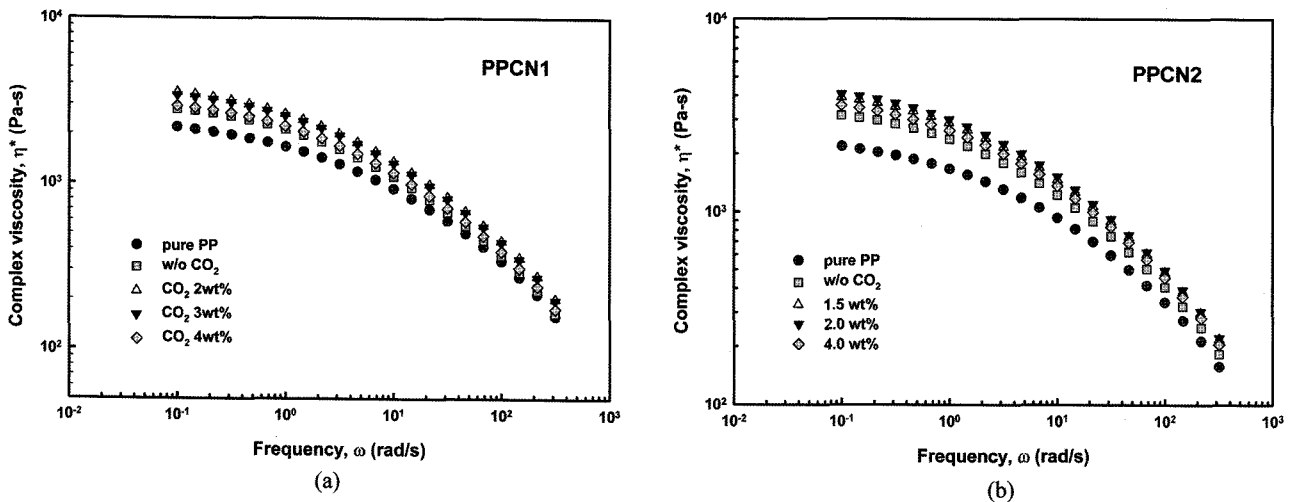 10⁴
10³
10²
Complex viscosity, η* (Pa-s)
PPCN1
pure PP
w/o CO₂
CO₂ 2wt%
CO₂ 3wt%
CO₂ 4wt%
10⁻² 10⁻¹ 10⁰ 10¹ 10² 10³
Frequency, ω (rad/s)
(a)
10⁴
10³
10²
Complex viscosity, η* (Pa-s)
PPCN2
pure PP
w/o CO₂
1.5 wt%
2.0 wt%
4.0 wt%
10⁻² 10⁻¹ 10⁰ 10¹ 10² 10³
Frequency, ω (rad/s)
(b)